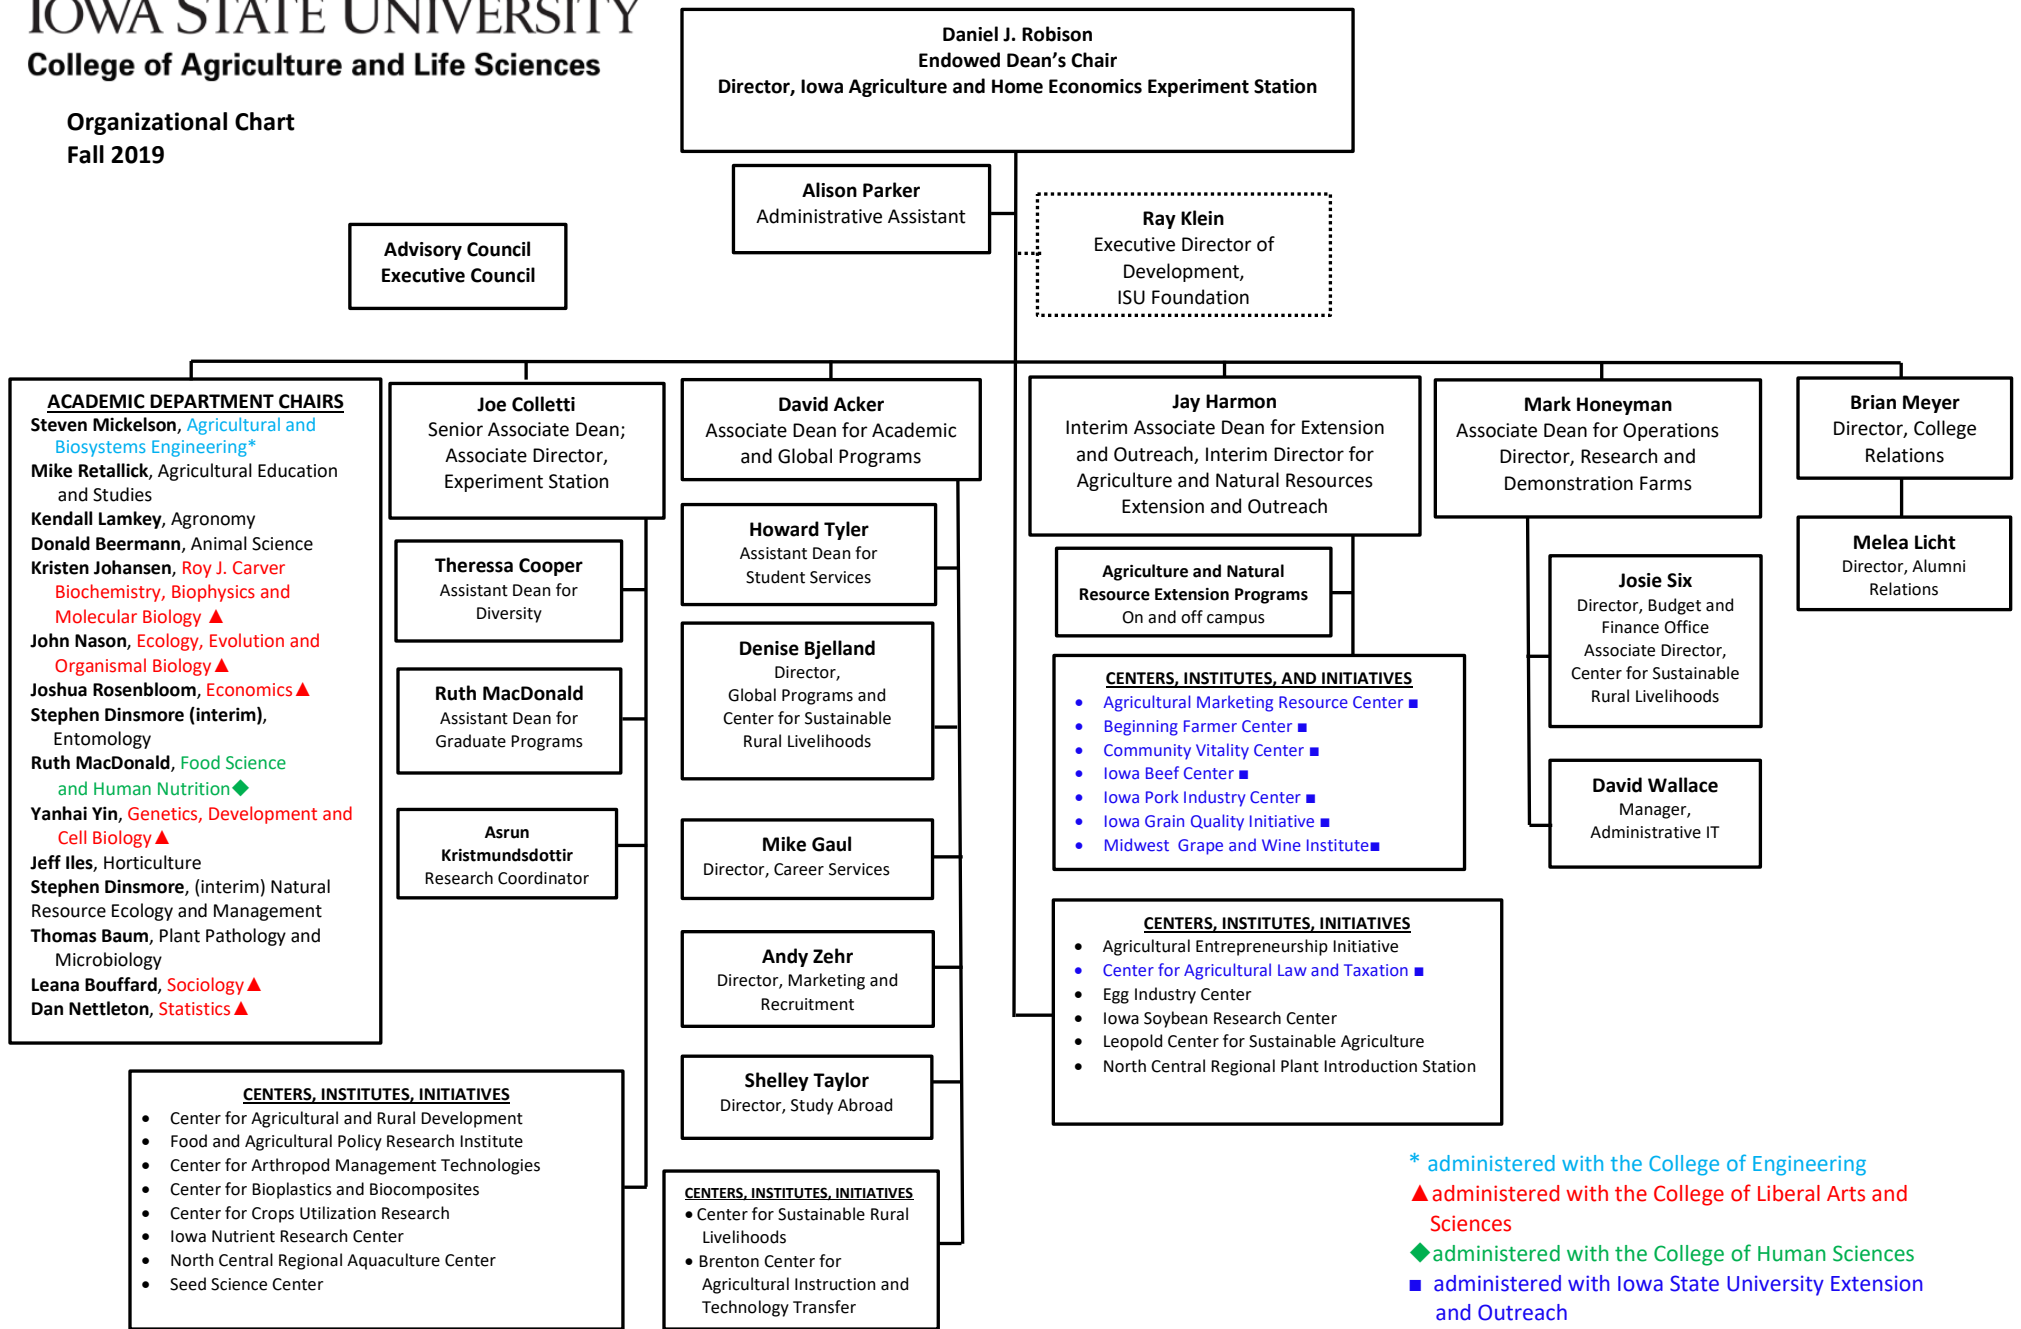 IOWA STATE UNIVERSITY
College of Agriculture and Life Sciences
Organizational Chart
Fall 2019
Daniel J. Robison
Endowed Dean's Chair
Director, Iowa Agriculture and Home Economics Experiment Station
Alison Parker
Administrative Assistant
Ray Klein
Executive Director of
Development,
ISU Foundation
Advisory Council
Executive Council
ACADEMIC DEPARTMENT CHAIRS
Steven Mickelson, Agricultural and
Biosystems Engineering*
Mike Retallick, Agricultural Education
and Studies
Kendall Lamkey, Agronomy
Donald Beermann, Animal Science
Kristen Johansen, Roy J. Carver
Biochemistry, Biophysics and
Molecular Biology ▲
John Nason, Ecology, Evolution and
Organismal Biology▲
Joshua Rosenbloom, Economics▲
Stephen Dinsmore (interim),
Entomology
Ruth MacDonald, Food Science
and Human Nutrition◆
Yanhai Yin, Genetics, Development and
Cell Biology▲
Jeff Iles, Horticulture
Stephen Dinsmore, (interim) Natural
Resource Ecology and Management
Thomas Baum, Plant Pathology and
Microbiology
Leana Bouffard, Sociology▲
Dan Nettleton, Statistics▲
Joe Colletti
Senior Associate Dean;
Associate Director,
Experiment Station
Theressa Cooper
Assistant Dean for
Diversity
Ruth MacDonald
Assistant Dean for
Graduate Programs
Asrun
Kristmundsdottir
Research Coordinator
CENTERS, INSTITUTES, INITIATIVES
• Center for Agricultural and Rural Development
• Food and Agricultural Policy Research Institute
• Center for Arthropod Management Technologies
• Center for Bioplastics and Biocomposites
• Center for Crops Utilization Research
• Iowa Nutrient Research Center
• North Central Regional Aquaculture Center
• Seed Science Center
David Acker
Associate Dean for Academic
and Global Programs
Howard Tyler
Assistant Dean for
Student Services
Denise Bjelland
Director,
Global Programs and
Center for Sustainable
Rural Livelihoods
Mike Gaul
Director, Career Services
Andy Zehr
Director, Marketing and
Recruitment
Shelley Taylor
Director, Study Abroad
CENTERS, INSTITUTES, INITIATIVES
• Center for Sustainable Rural
Livelihoods
• Brenton Center for
Agricultural Instruction and
Technology Transfer
Jay Harmon
Interim Associate Dean for Extension
and Outreach, Interim Director for
Agriculture and Natural Resources
Extension and Outreach
Agriculture and Natural
Resource Extension Programs
On and off campus
CENTERS, INSTITUTES, AND INITIATIVES
• Agricultural Marketing Resource Center ■
• Beginning Farmer Center ■
• Community Vitality Center ■
• Iowa Beef Center ■
• Iowa Pork Industry Center ■
• Iowa Grain Quality Initiative ■
• Midwest Grape and Wine Institute■
CENTERS, INSTITUTES, INITIATIVES
• Agricultural Entrepreneurship Initiative
• Center for Agricultural Law and Taxation ■
• Egg Industry Center
• Iowa Soybean Research Center
• Leopold Center for Sustainable Agriculture
• North Central Regional Plant Introduction Station
Mark Honeyman
Associate Dean for Operations
Director, Research and
Demonstration Farms
Josie Six
Director, Budget and
Finance Office
Associate Director,
Center for Sustainable
Rural Livelihoods
David Wallace
Manager,
Administrative IT
Brian Meyer
Director, College
Relations
Melea Licht
Director, Alumni
Relations
* administered with the College of Engineering
▲administered with the College of Liberal Arts and
Sciences
◆administered with the College of Human Sciences
■ administered with Iowa State University Extension
and Outreach